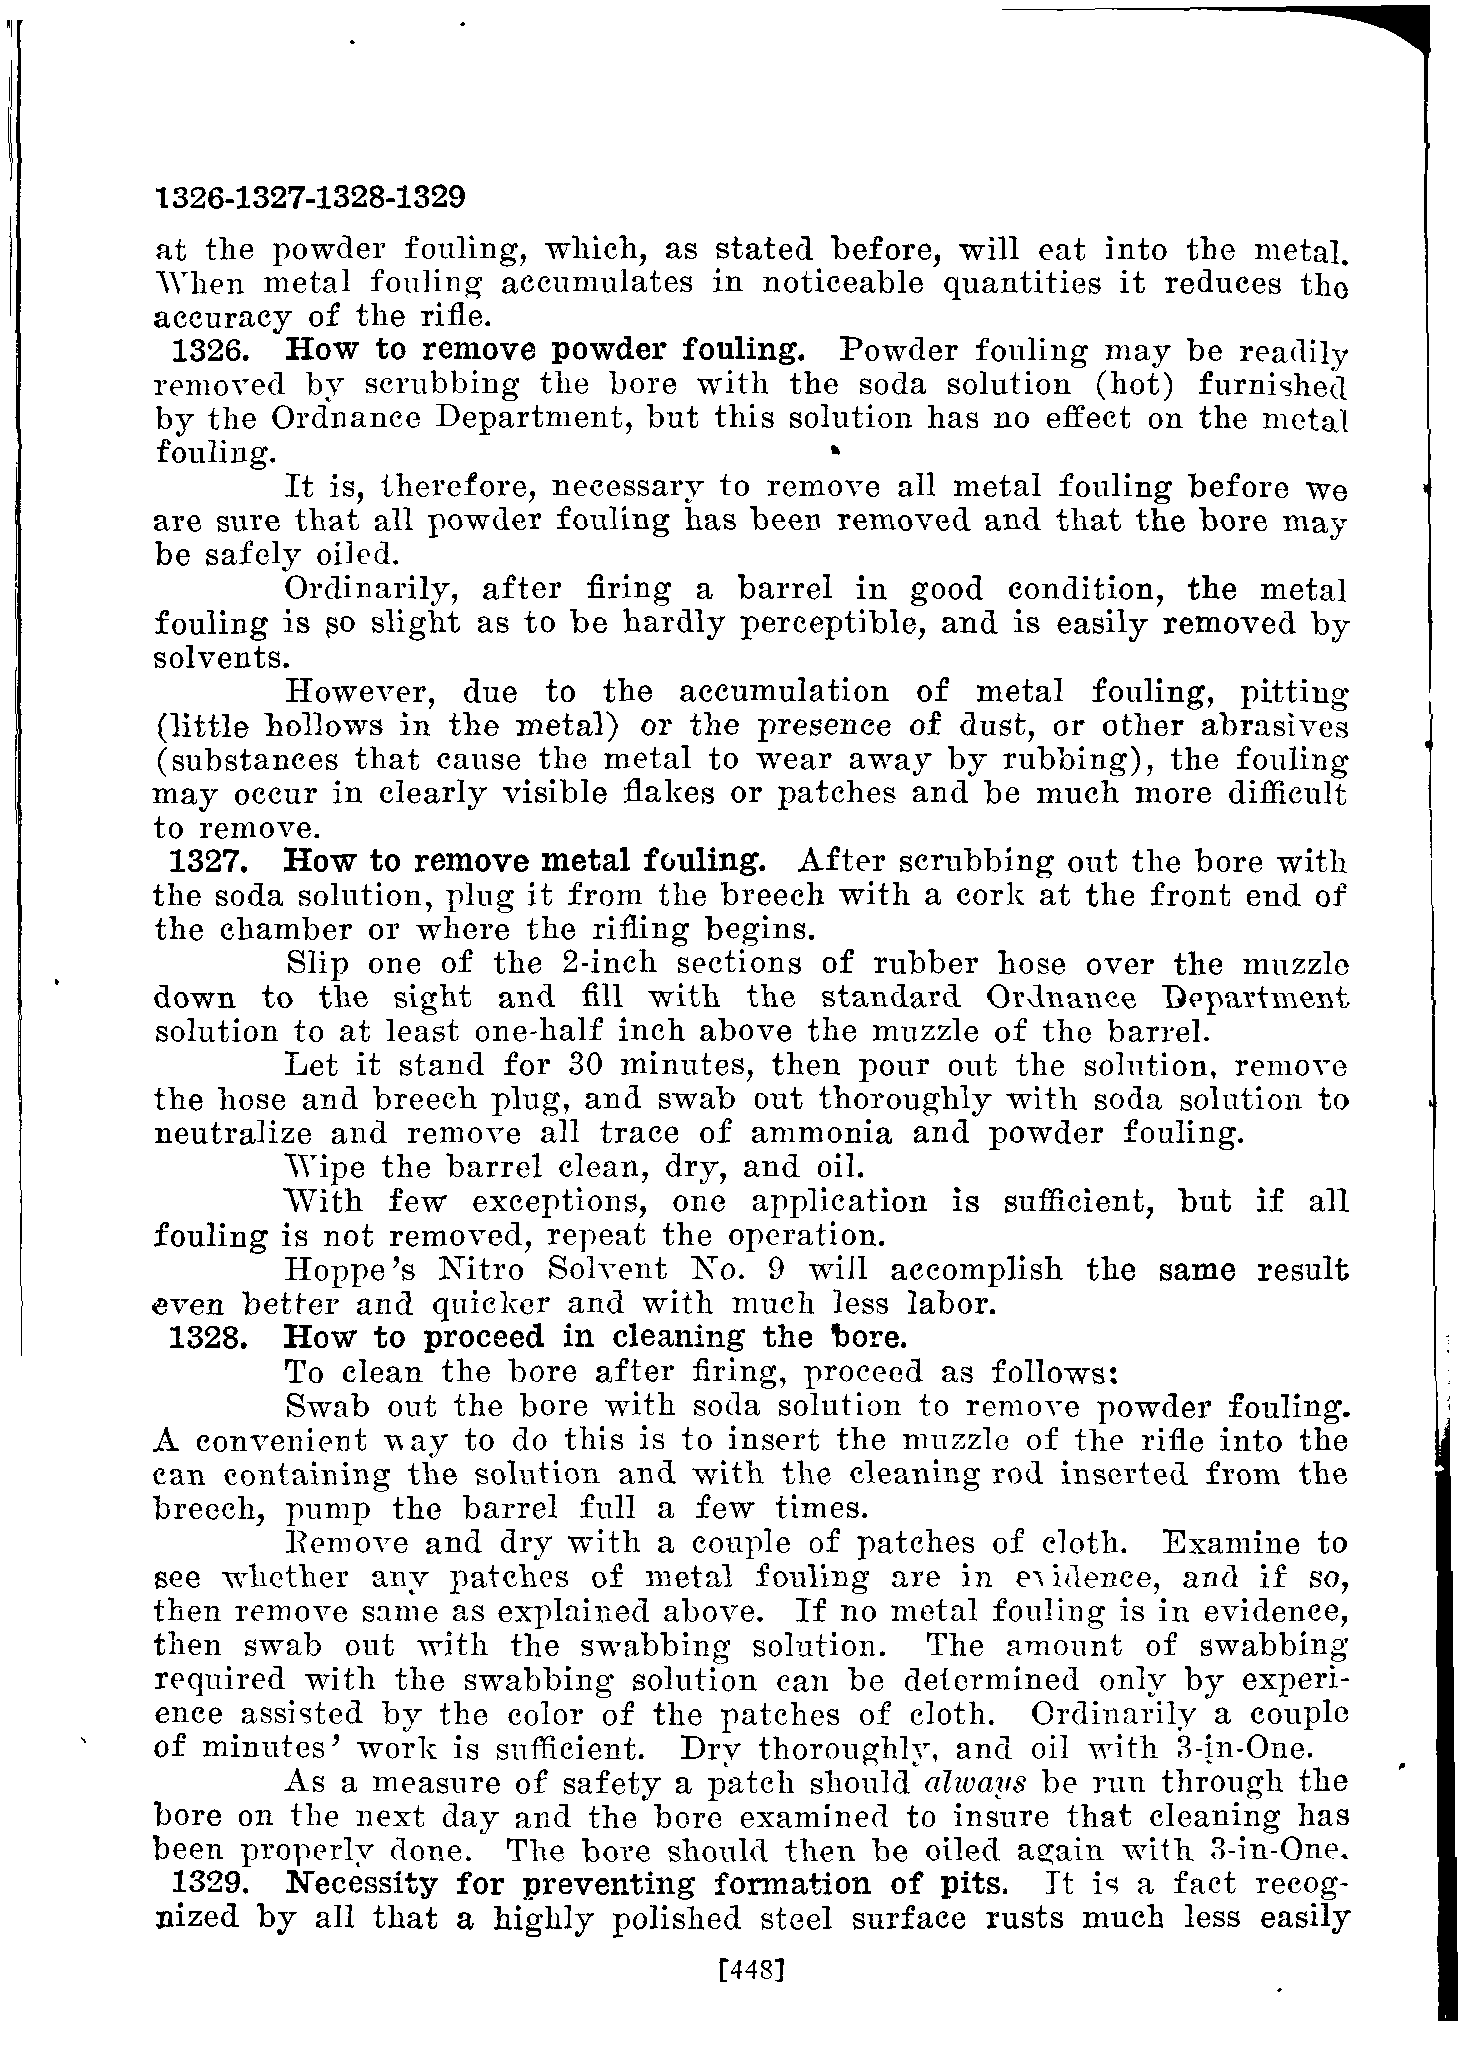 1326-1327-1328-1329
at the powder fouling, which, as stated before, will eat into the metal.
When metal fouling accumulates in noticeable quantities it reduces the
accuracy of the rifle.
1326. How to remove powder fouling. Powder fouling may be readily
removed by scrubbing the bore with the soda solution (hot) furnished
by the Ordnance Department, but this solution has no effect on the metal
fouling.
It is, therefore, necessary to remove all metal fouling before we
are sure that all powder fouling has been removed and that the bore may
be safely oiled.
Ordinarily, after firing a barrel in good condition, the metal
fouling is so slight as to be hardly perceptible, and is easily removed by
solvents.
However, due to the accumulation of metal fouling, pitting
(little hollows in the metal) or the presence of dust, or other abrasives
(substances that cause the metal to wear away by rubbing), the fouling
may occur in clearly visible flakes or patches and be much more difficult
to remove.
1327. How to remove metal fouling. After scrubbing out the bore with
the soda solution, plug it from the breech with a cork at the front end of
the chamber or where the rifling begins.
Slip one of the 2-inch sections of rubber hose over the muzzle
down to the sight and fill with the standard Ordnance Department
solution to at least one-half inch above the muzzle of the barrel.
Let it stand for 30 minutes, then pour out the solution, remove
the hose and breech plug, and swab out thoroughly with soda solution to
neutralize and remove all trace of ammonia and powder fouling.
Wipe the barrel clean, dry, and oil.
With few exceptions, one application is sufficient, but if all
fouling is not removed, repeat the operation.
Hoppe's Nitro Solvent No. 9 will accomplish the same result
even better and quicker and with much less labor.
1328. How to proceed in cleaning the bore.
To clean the bore after firing, proceed as follows:
Swab out the bore with soda solution to remove powder fouling.
A convenient way to do this is to insert the muzzle of the rifle into the
can containing the solution and with the cleaning rod inserted from the
breech, pump the barrel full a few times.
Remove and dry with a couple of patches of cloth. Examine to
see whether any patches of metal fouling are in evidence, and if so,
then remove same as explained above. If no metal fouling is in evidence,
then swab out with the swabbing solution. The amount of swabbing
required with the swabbing solution can be determined only by experi-
ence assisted by the color of the patches of cloth. Ordinarily a couple
of minutes' work is sufficient. Dry thoroughly, and oil with 3-in-One.
As a measure of safety a patch should always be run through the
bore on the next day and the bore examined to insure that cleaning has
been properly done. The bore should then be oiled again with 3-in-One.
1329. Necessity for preventing formation of pits. It is a fact recog-
nized by all that a highly polished steel surface rusts much less easily
[448]